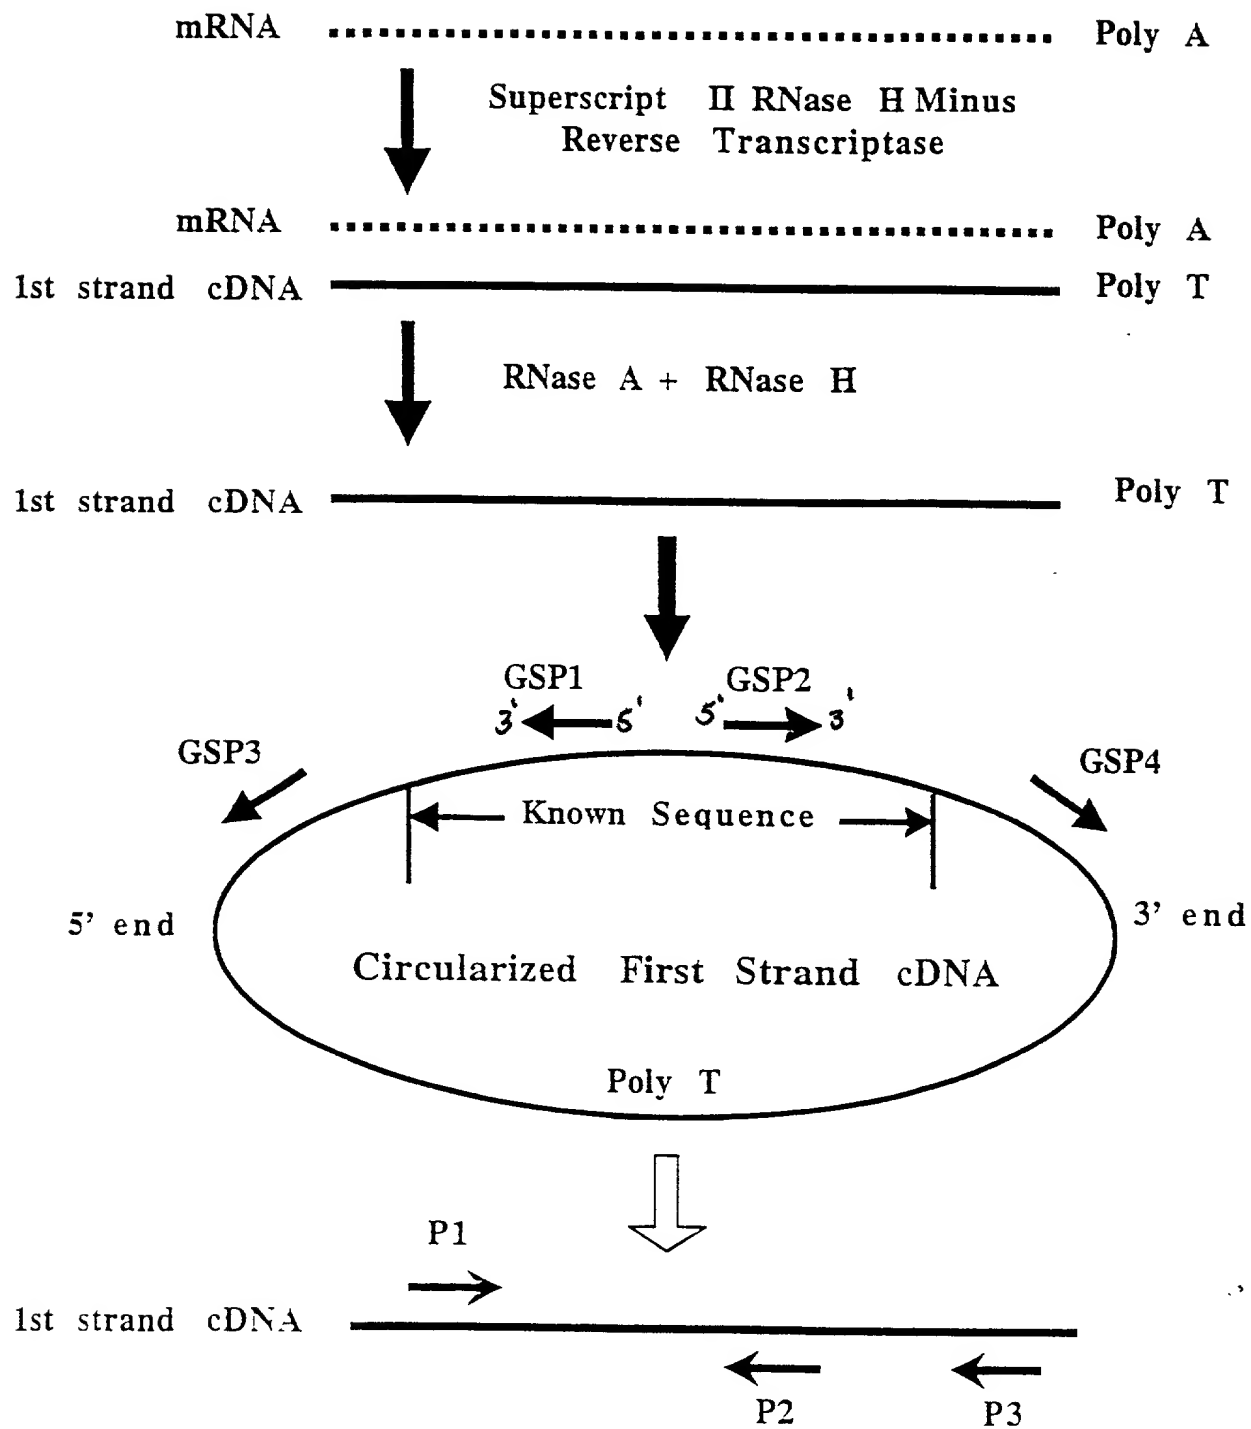 mRNA Poly A
Superscript II RNase H Minus
Reverse Transcriptase
mRNA Poly A
1st strand cDNA Poly T
RNase A + RNase H
1st strand cDNA Poly T
GSP1 GSP2
3' 5' 5' 3'
GSP3 GSP4
Known Sequence
5' end 3' end
Circularized First Strand cDNA
Poly T
P1
1st strand cDNA
P2 P3